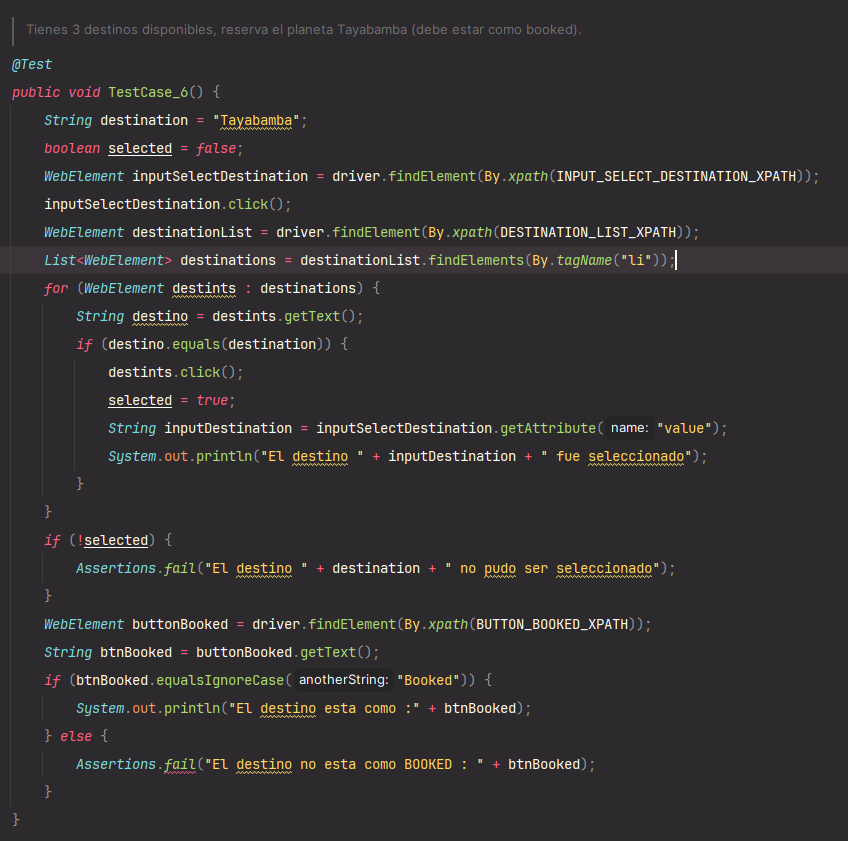 Tienes 3 destinos disponibles, reserva el planeta Tayabamba (debe estar como booked).
@Test
public void TestCase_6() {
String destination = "Tayabamba";
boolean selected = false;
WebElement inputSelectDestination = driver.findElement(By.xpath(INPUT_SELECT_DESTINATION_XPATH));
inputSelectDestination.click();
WebElement destinationList = driver.findElement(By.xpath(DESTINATION_LIST_XPATH));
List<WebElement> destinations = destinationList.findElements(By.tagName("li"));
for (WebElement destints : destinations) {
String destino = destints.getText();
if (destino.equals(destination)) {
destints.click();
selected = true;
String inputDestination = inputSelectDestination.getAttribute( name: "value");
System.out.println("El destino " + inputDestination + " fue seleccionado");
}
}
if (!selected) {
Assertions.fail("El destino " + destination + " no pudo ser seleccionado");
}
WebElement buttonBooked = driver.findElement(By.xpath(BUTTON_BOOKED_XPATH));
String btnBooked = buttonBooked.getText();
if (btnBooked.equalsIgnoreCase( anotherString: "Booked")) {
System.out.println("El destino esta como :" + btnBooked);
} else {
Assertions.fail("El destino no esta como BOOKED : " + btnBooked);
}
}